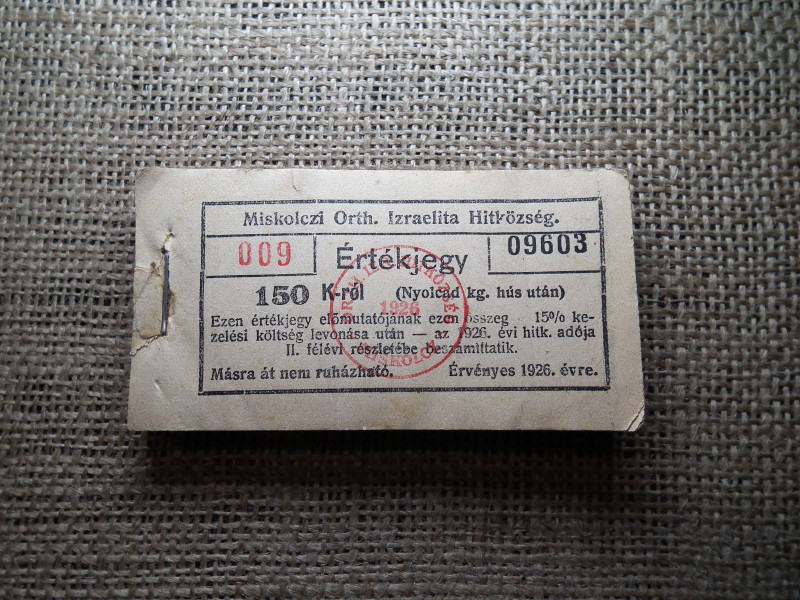 Miskolczi Orth. Izraelita Hitközség.
009 Értékjegy 09603
150 K-ról (Nyolcad kg. hús után)
Ezen értékjegy előmutatójának ezen összeg – 15% ke-
zelési költség levonása után — az 1926. évi hitk. adója
II. félévi részletébe beszámíttatik.
Másra át nem ruházható. Érvényes 1926. évre.
1926
MISKOLCZ